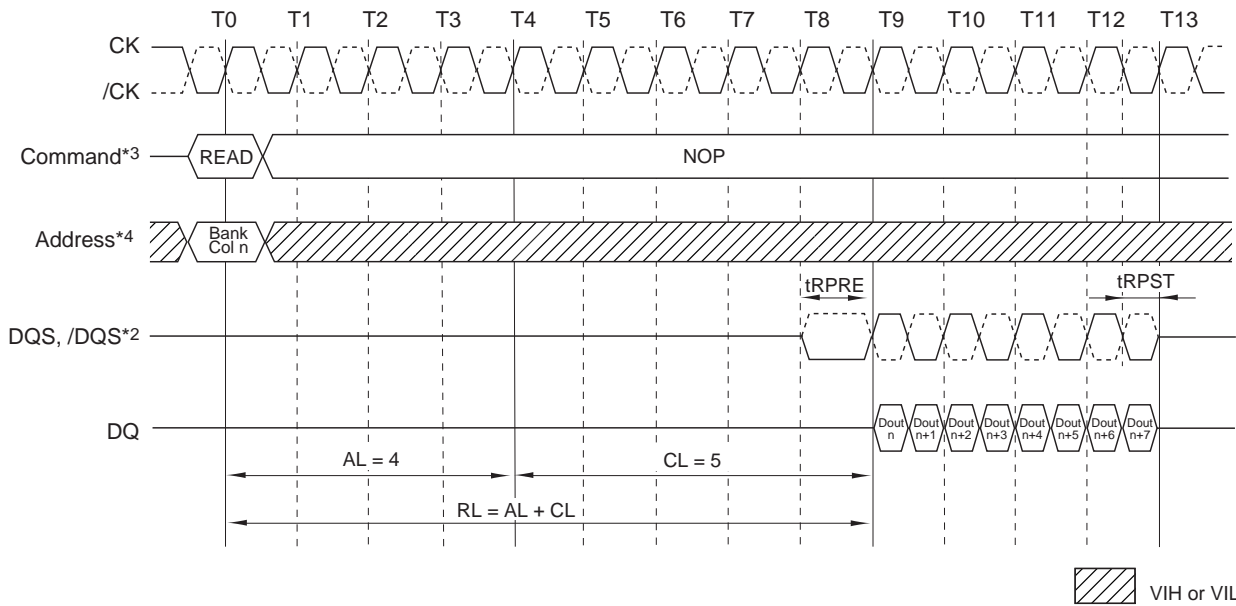 T0 T1 T2 T3 T4 T5 T6 T7 T8 T9 T10 T11 T12 T13
CK
/CK
Command*3 READ NOP
Address*4 Bank
Col n
tRPRE tRPST
DQS, /DQS*2
DQ Dout Dout Dout Dout Dout Dout Dout Dout
n n+1 n+2 n+3 n+4 n+5 n+6 n+7
AL = 4 CL = 5
RL = AL + CL
VIH or VIL